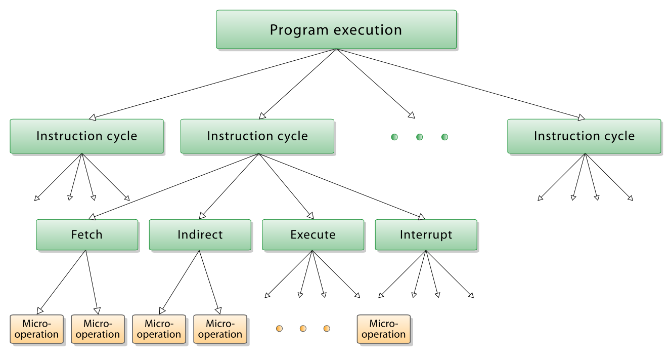 Program execution
Instruction cycle
Instruction cycle
Instruction cycle
Fetch
Indirect
Execute
Interrupt
Micro-
operation
Micro-
operation
Micro-
operation
Micro-
operation
Micro-
operation